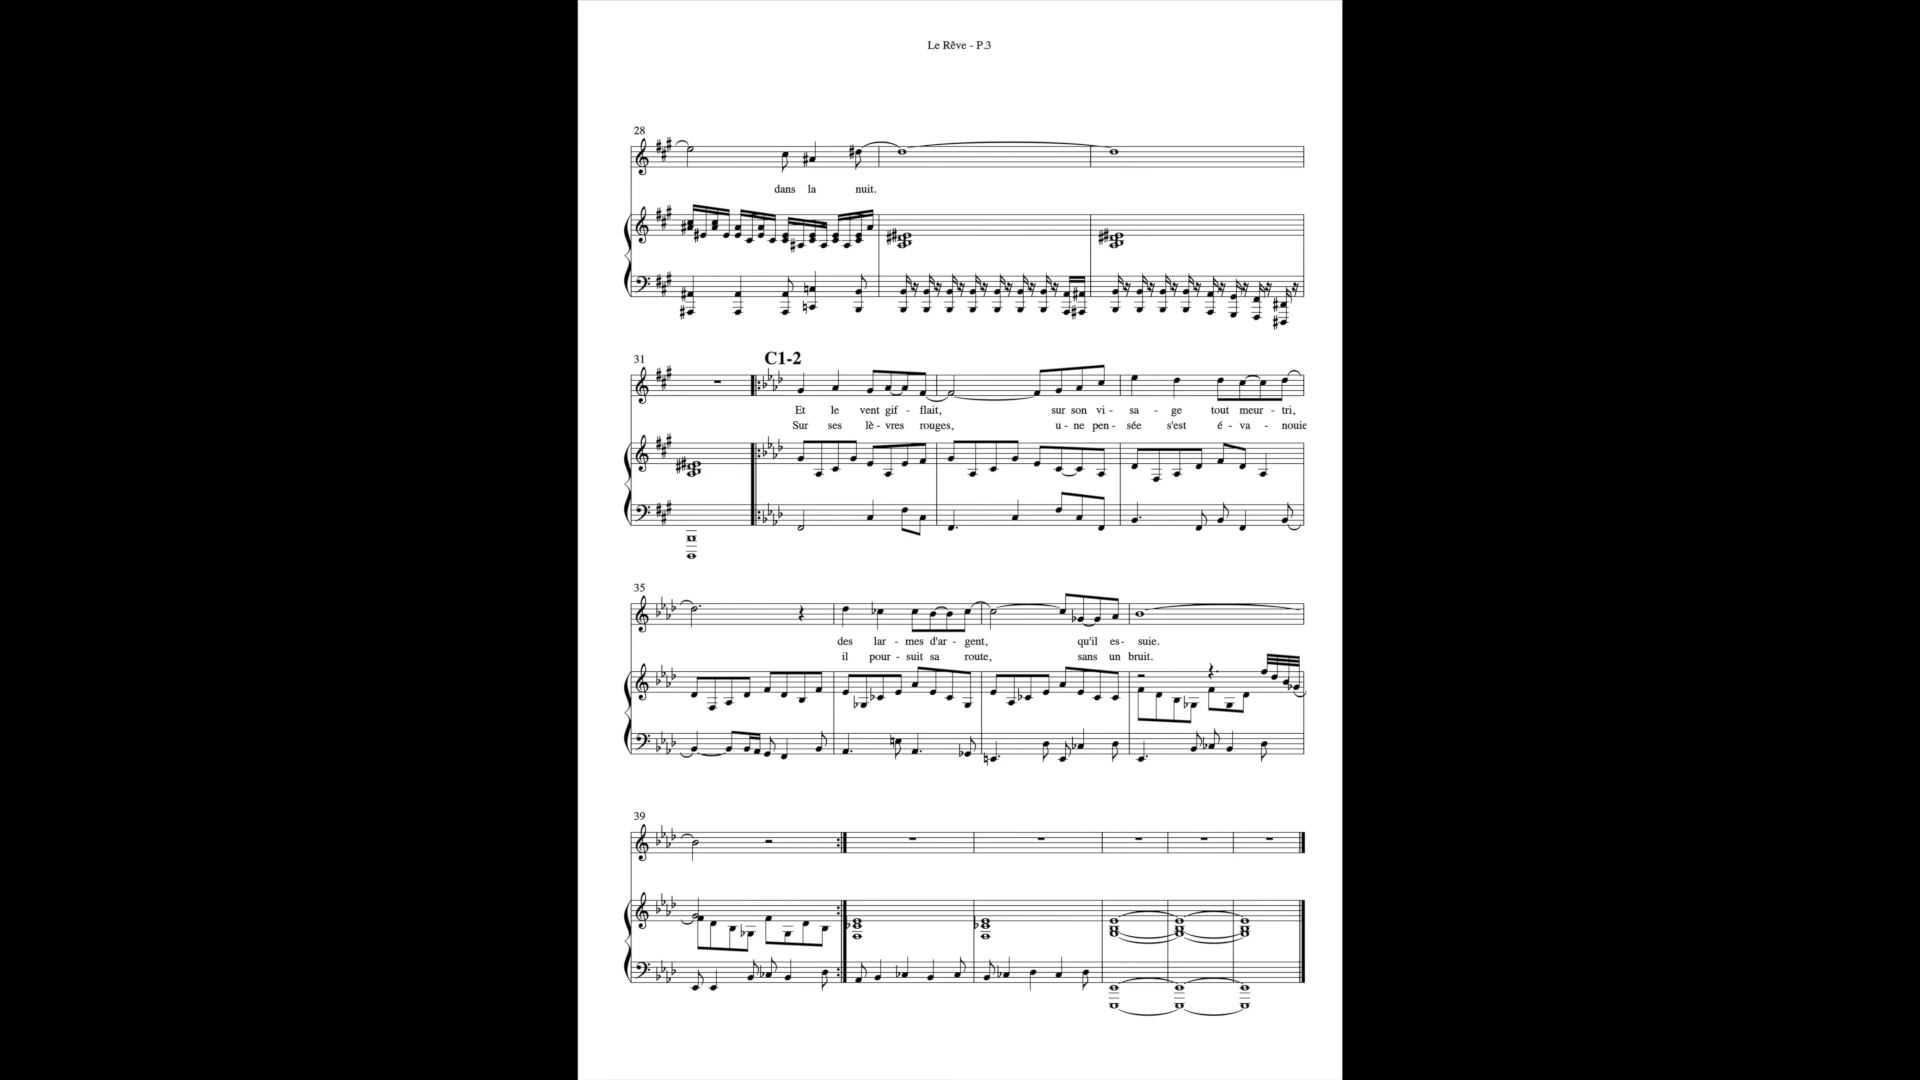 Le Rêve - P.3
28
dans la nuit.
31
C1-2
Et le vent gif - flait, sur son vi - sa - ge tout meur - tri,
Sur ses lè - vres rouges, u - ne pen - sée s'est é - va - nouie
35
des lar - mes d'ar - gent, qu'il es- suie.
il pour - suit sa route, sans un bruit.
39